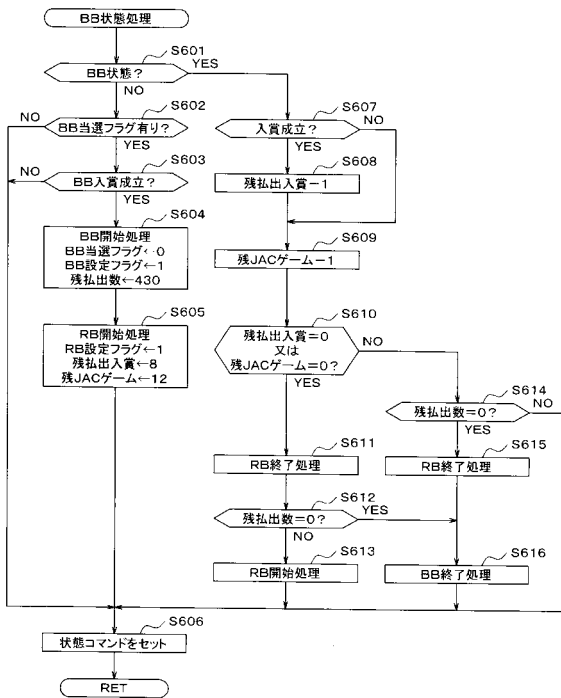 BB状態処理
S601
BB状態?
YES
NO
S602
NO
BB当選フラグ有り?
YES
S603
NO
BB入賞成立?
YES
S604
BB開始処理
BB当選フラグ←0
BB設定フラグ←1
残払出数←430
S605
RB開始処理
RB設定フラグ←1
残払出入賞←8
残JACゲーム←12
S607
入賞成立?
NO
YES
S608
残払出入賞−1
S609
残JACゲーム−1
S610
残払出入賞=0
又は
残JACゲーム=0?
NO
YES
S614
残払出数=0?
NO
YES
S611
RB終了処理
S615
RB終了処理
S612
残払出数=0?
YES
NO
S613
RB開始処理
S616
BB終了処理
S606
状態コマンドをセット
RET